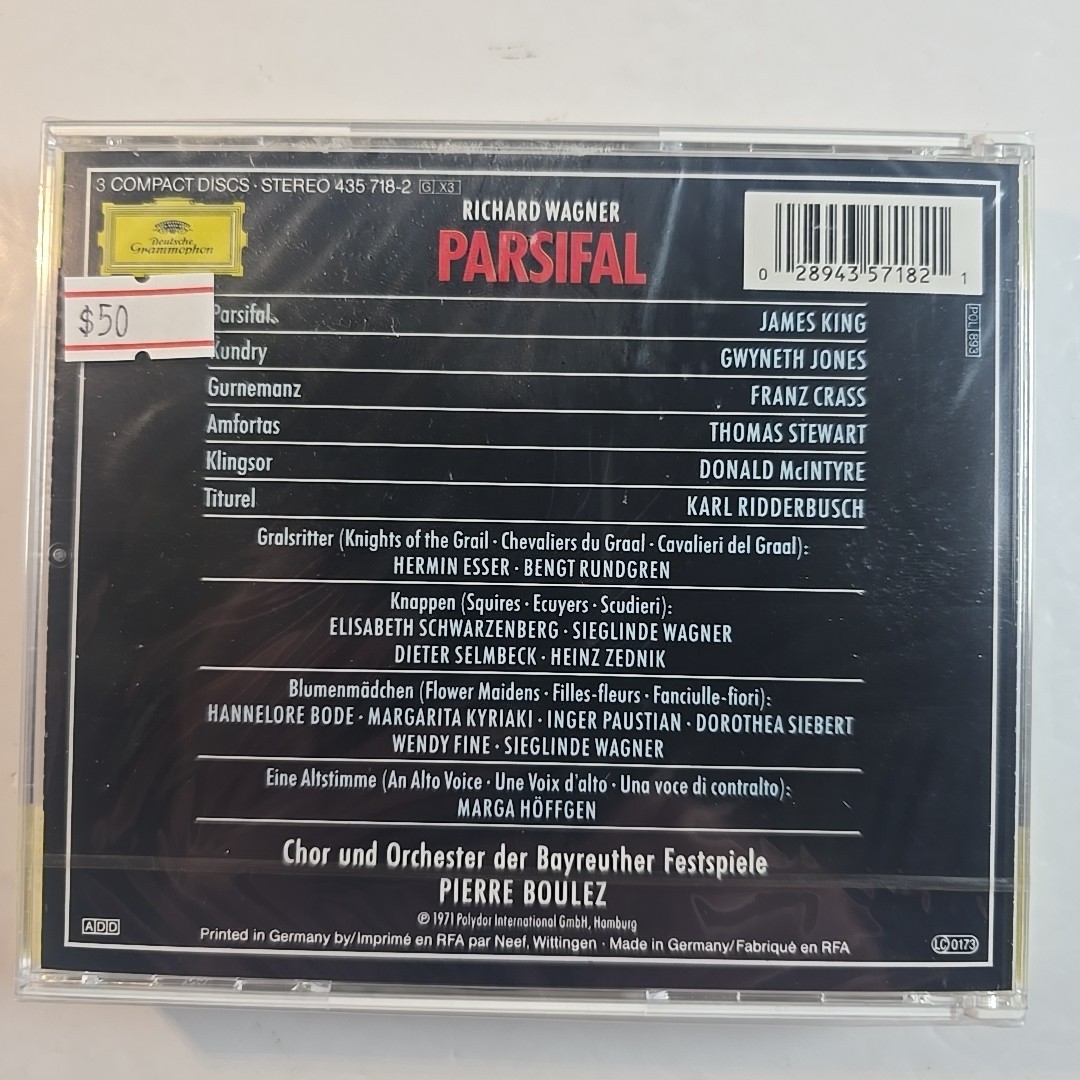 3 COMPACT DISCS · STEREO 435 718-2 G X3
Deutsche
Grammophon
RICHARD WAGNER
PARSIFAL
0 28943 57182 1
POL 893
$50
Parsifal JAMES KING
Kundry GWYNETH JONES
Gurnemanz FRANZ CRASS
Amfortas THOMAS STEWART
Klingsor DONALD McINTYRE
Titurel KARL RIDDERBUSCH
Gralsritter (Knights of the Grail · Chevaliers du Graal · Cavalieri del Graal):
HERMIN ESSER · BENGT RUNDGREN
Knappen (Squires · Ecuyers · Scudieri):
ELISABETH SCHWARZENBERG · SIEGLINDE WAGNER
DIETER SELMBECK · HEINZ ZEDNIK
Blumenmädchen (Flower Maidens · Filles-fleurs · Fanciulle-fiori):
HANNELORE BODE · MARGARITA KYRIAKI · INGER PAUSTIAN · DOROTHEA SIEBERT
WENDY FINE · SIEGLINDE WAGNER
Eine Altstimme (An Alto Voice · Une Voix d'alto · Una voce di contralto):
MARGA HÖFFGEN
Chor und Orchester der Bayreuther Festspiele
PIERRE BOULEZ
℗ 1971 Polydor International GmbH, Hamburg
ADD
Printed in Germany by/Imprimé en RFA par Neef, Wittingen · Made in Germany/Fabriqué en RFA
LC 0173